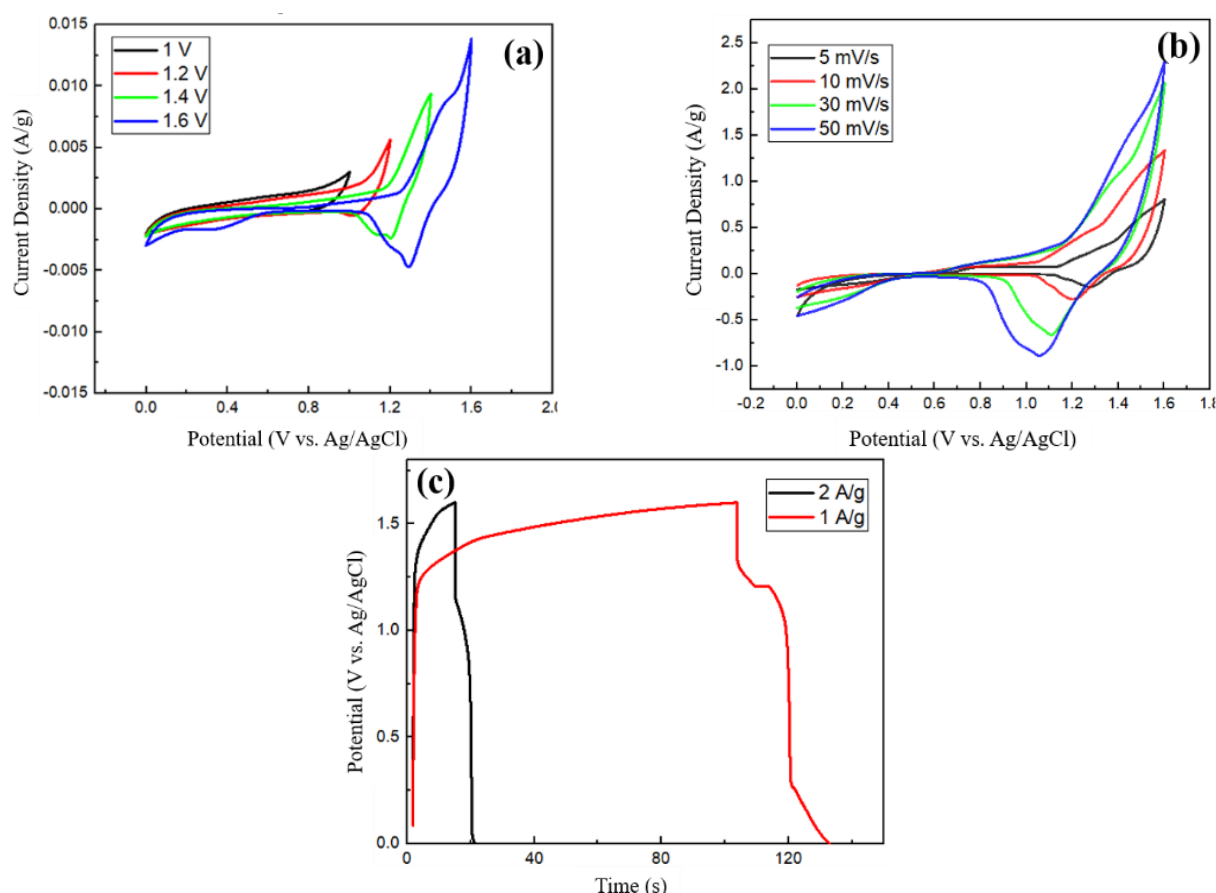 0.015
0.010
0.005
0.000
-0.005
-0.010
-0.015
Current Density (A/g)
1 V
1.2 V
1.4 V
1.6 V
(a)
0.0
0.4
0.8
1.2
1.6
2.0
Potential (V vs. Ag/AgCl)
2.5
2.0
1.5
1.0
0.5
0.0
-0.5
-1.0
Current Density (A/g)
5 mV/s
10 mV/s
30 mV/s
50 mV/s
(b)
-0.2
0.0
0.2
0.4
0.6
0.8
1.0
1.2
1.4
1.6
1.8
Potential (V vs. Ag/AgCl)
1.5
1.0
0.5
0.0
Potential (V vs. Ag/AgCl)
(c)
2 A/g
1 A/g
0
40
80
120
Time (s)